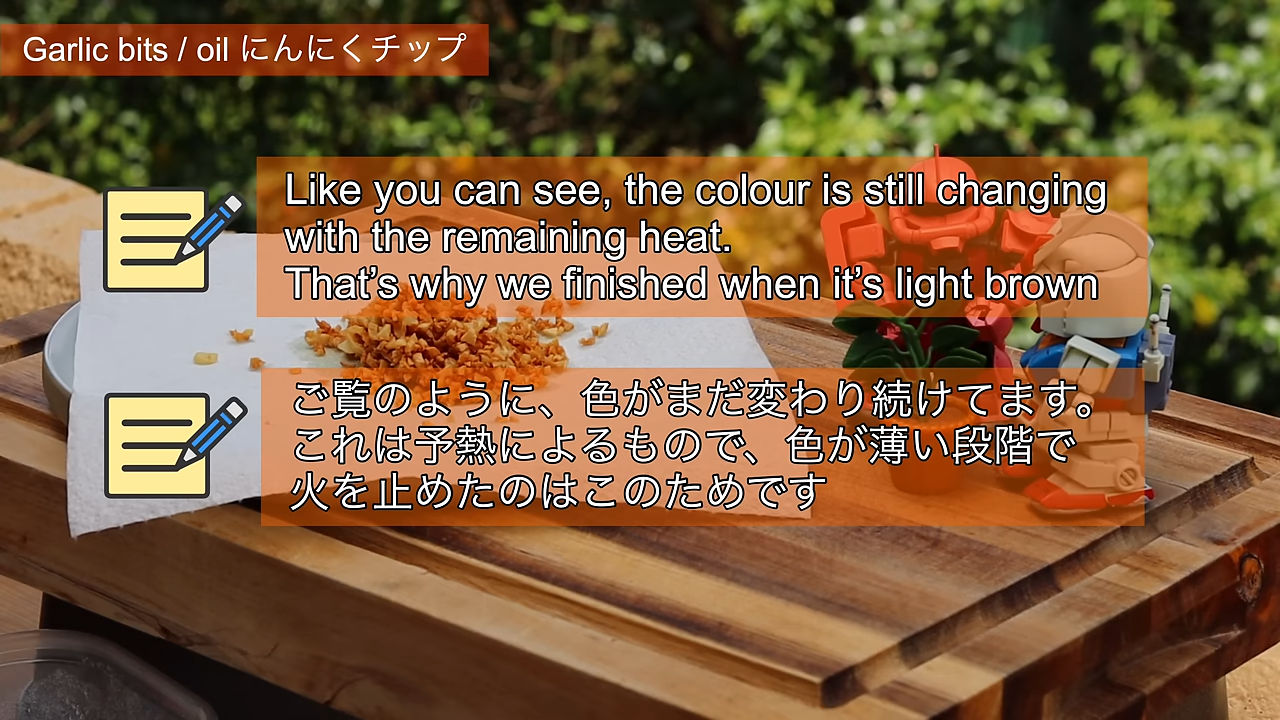 Garlic bits / oil にんにくチップ
Like you can see, the colour is still changing
with the remaining heat.
That's why we finished when it's light brown
ご覧のように、色がまだ変わり続けてます。
これは予熱によるもので、色が薄い段階で
火を止めたのはこのためです